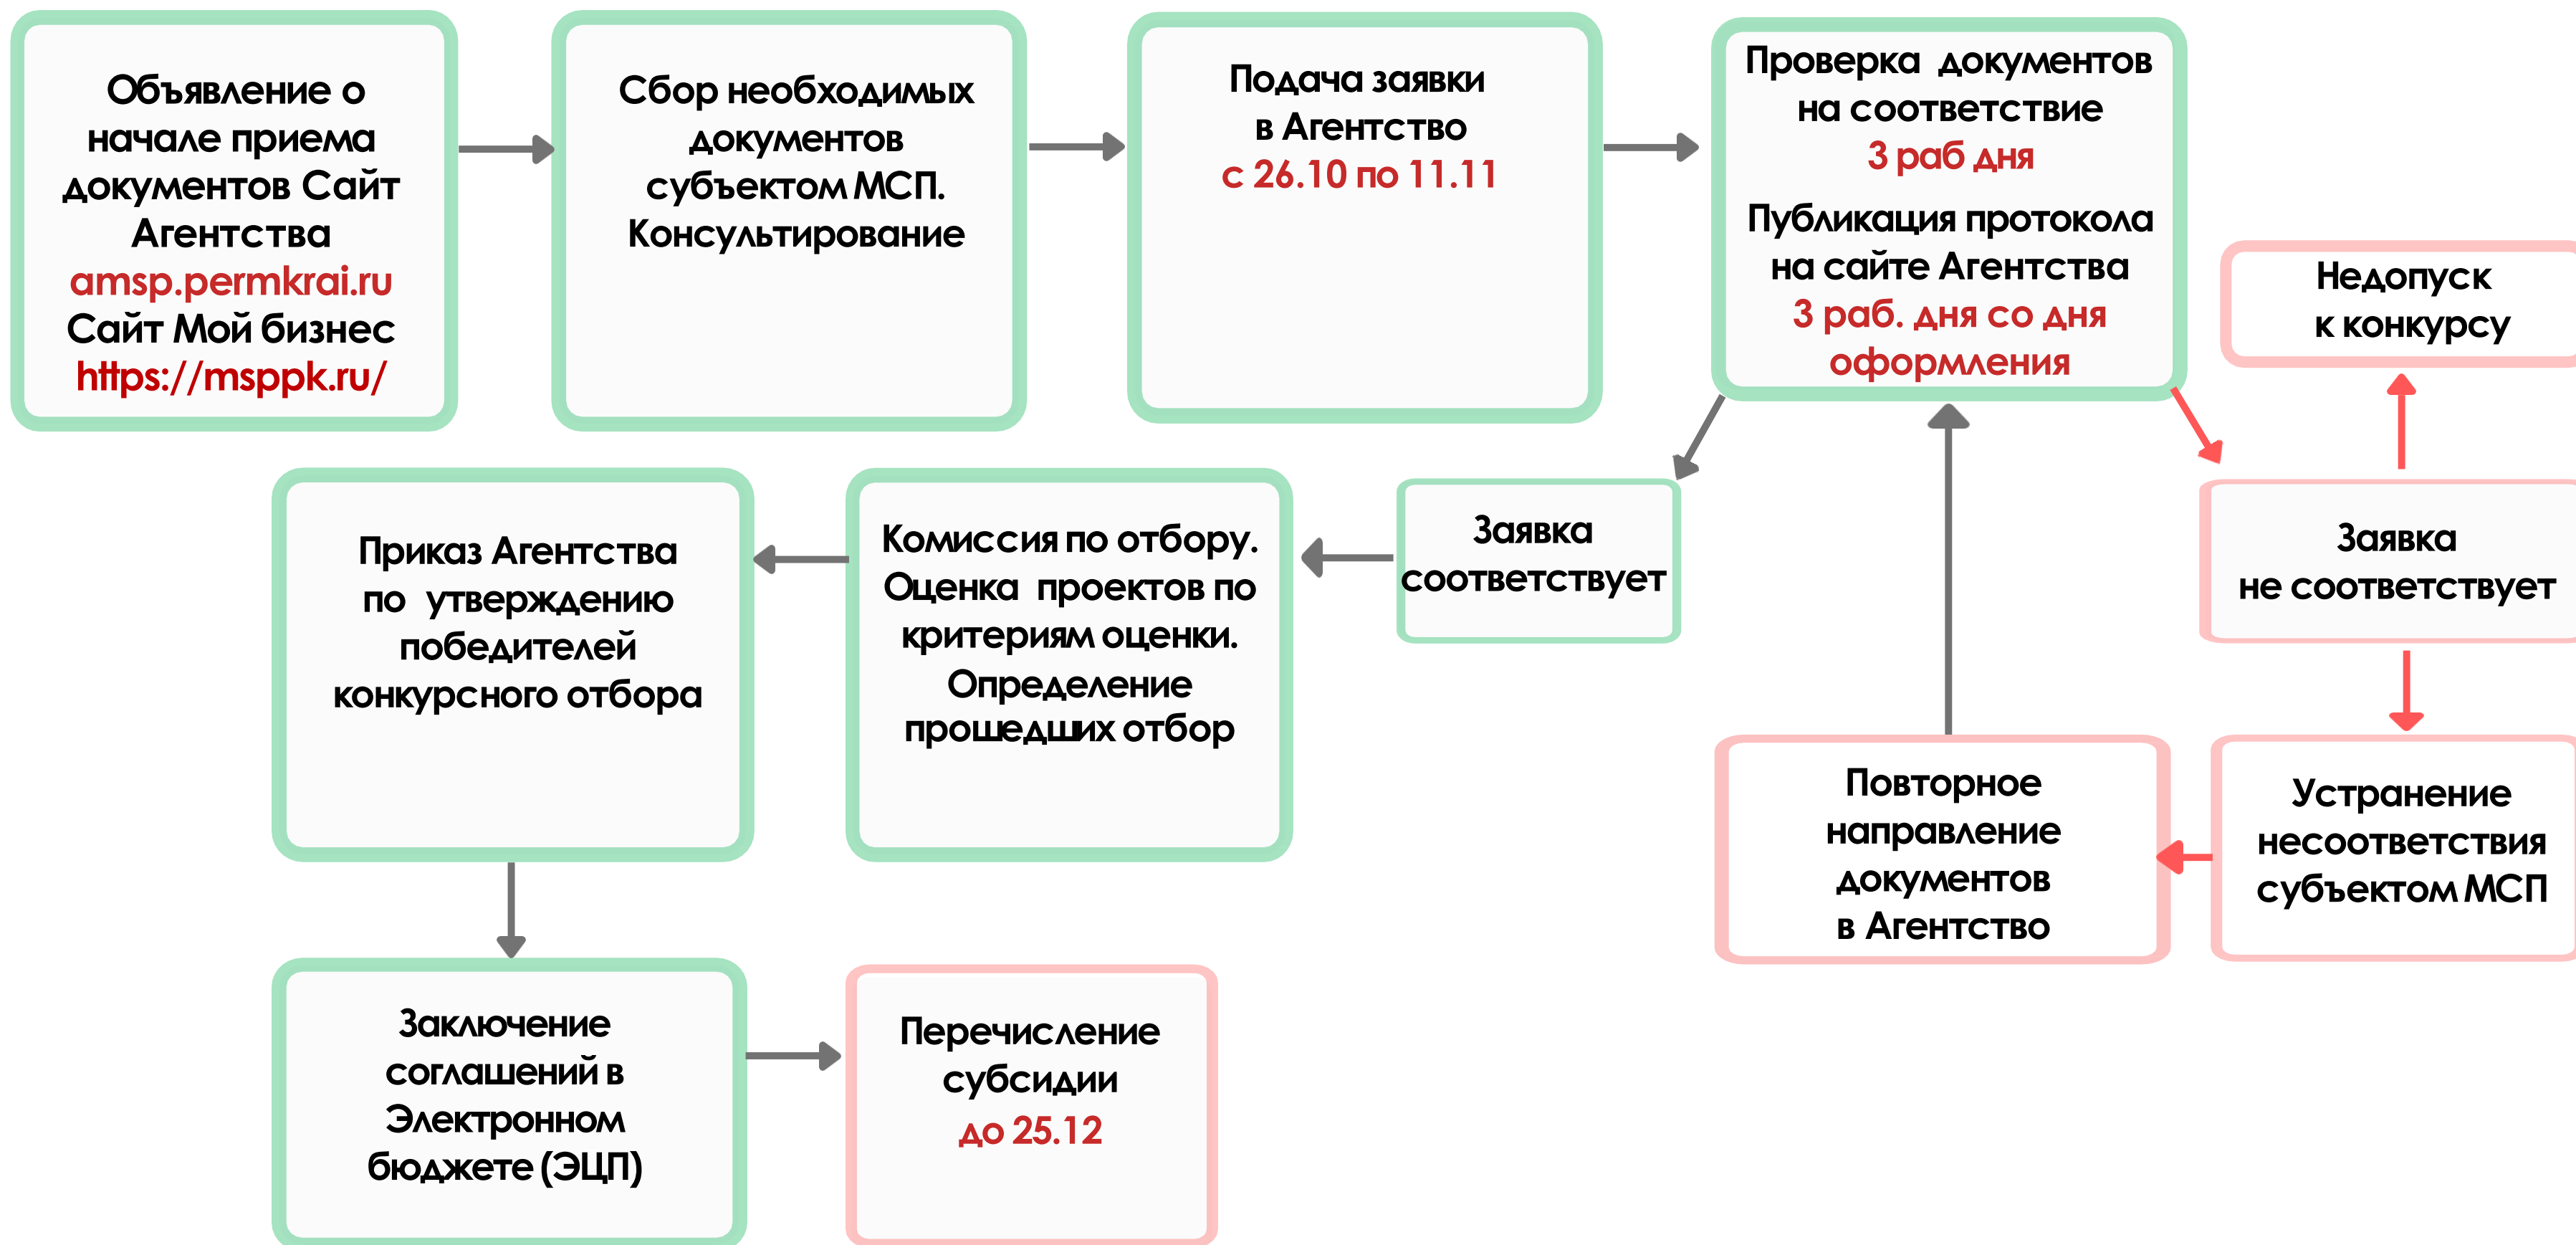 Объявление о
начале приема
документов Сайт
Агентства
amsp.permkrai.ru
Сайт Мой бизнес
https://msppk.ru/
Сбор необходимых
документов
субъектом МСП.
Консультирование
Подача заявки
в Агентство
с 26.10 по 11.11
Проверка документов
на соответствие
3 раб дня
Публикация протокола
на сайте Агентства
3 раб. дня со дня
оформления
Недопуск
к конкурсу
Приказ Агентства
по утверждению
победителей
конкурсного отбора
Комиссия по отбору.
Оценка проектов по
критериям оценки.
Определение
прошедших отбор
Заявка
соответствует
Заявка
не соответствует
Повторное
направление
документов
в Агентство
Устранение
несоответствия
субъектом МСП
Заключение
соглашений в
Электронном
бюджете (ЭЦП)
Перечисление
субсидии
до 25.12